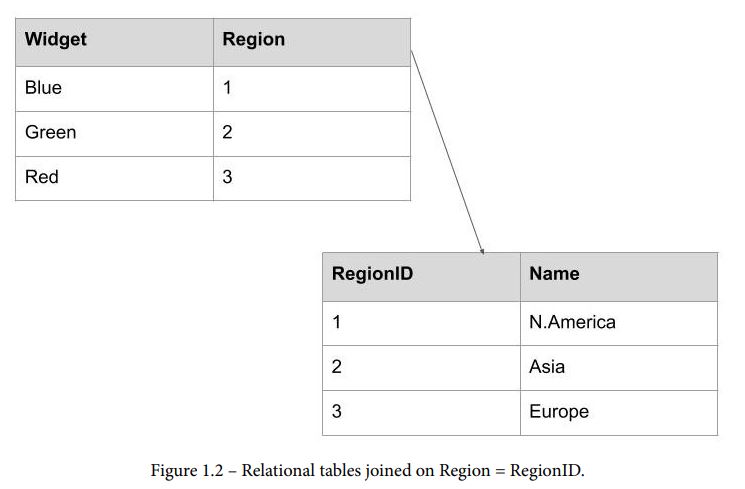 Widget Region
Blue 1
Green 2
Red 3
RegionID Name
1 N.America
2 Asia
3 Europe
Figure 1.2 – Relational tables joined on Region = RegionID.